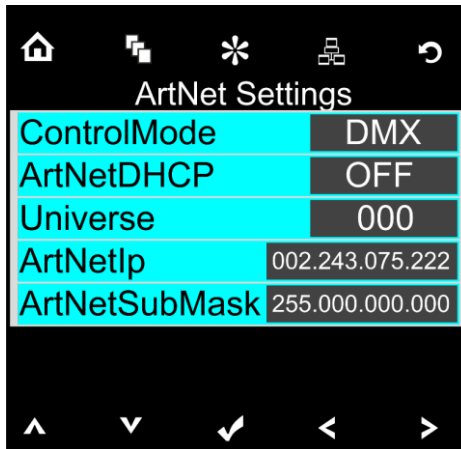 ArtNet Settings
ControlMode DMX
ArtNetDHCP OFF
Universe 000
ArtNetIp 002.243.075.222
ArtNetSubMask 255.000.000.000